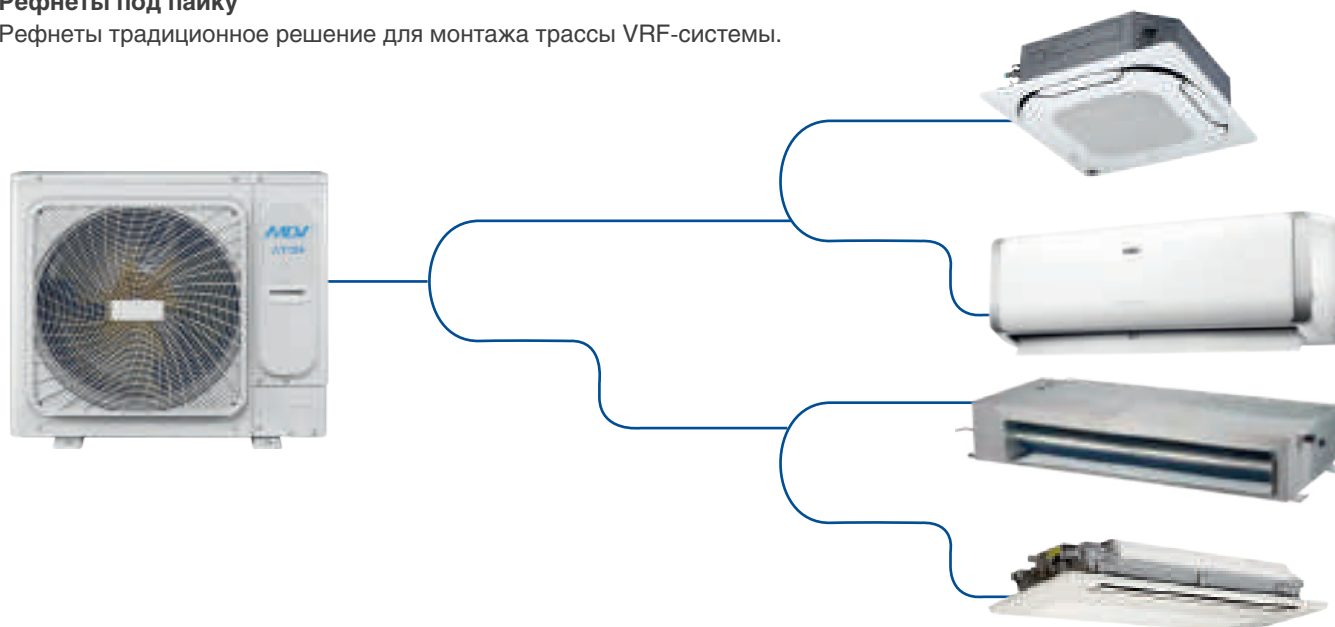 Рефнеты под пайку
Рефнеты традиционное решение для монтажа трассы VRF-системы.
MDV